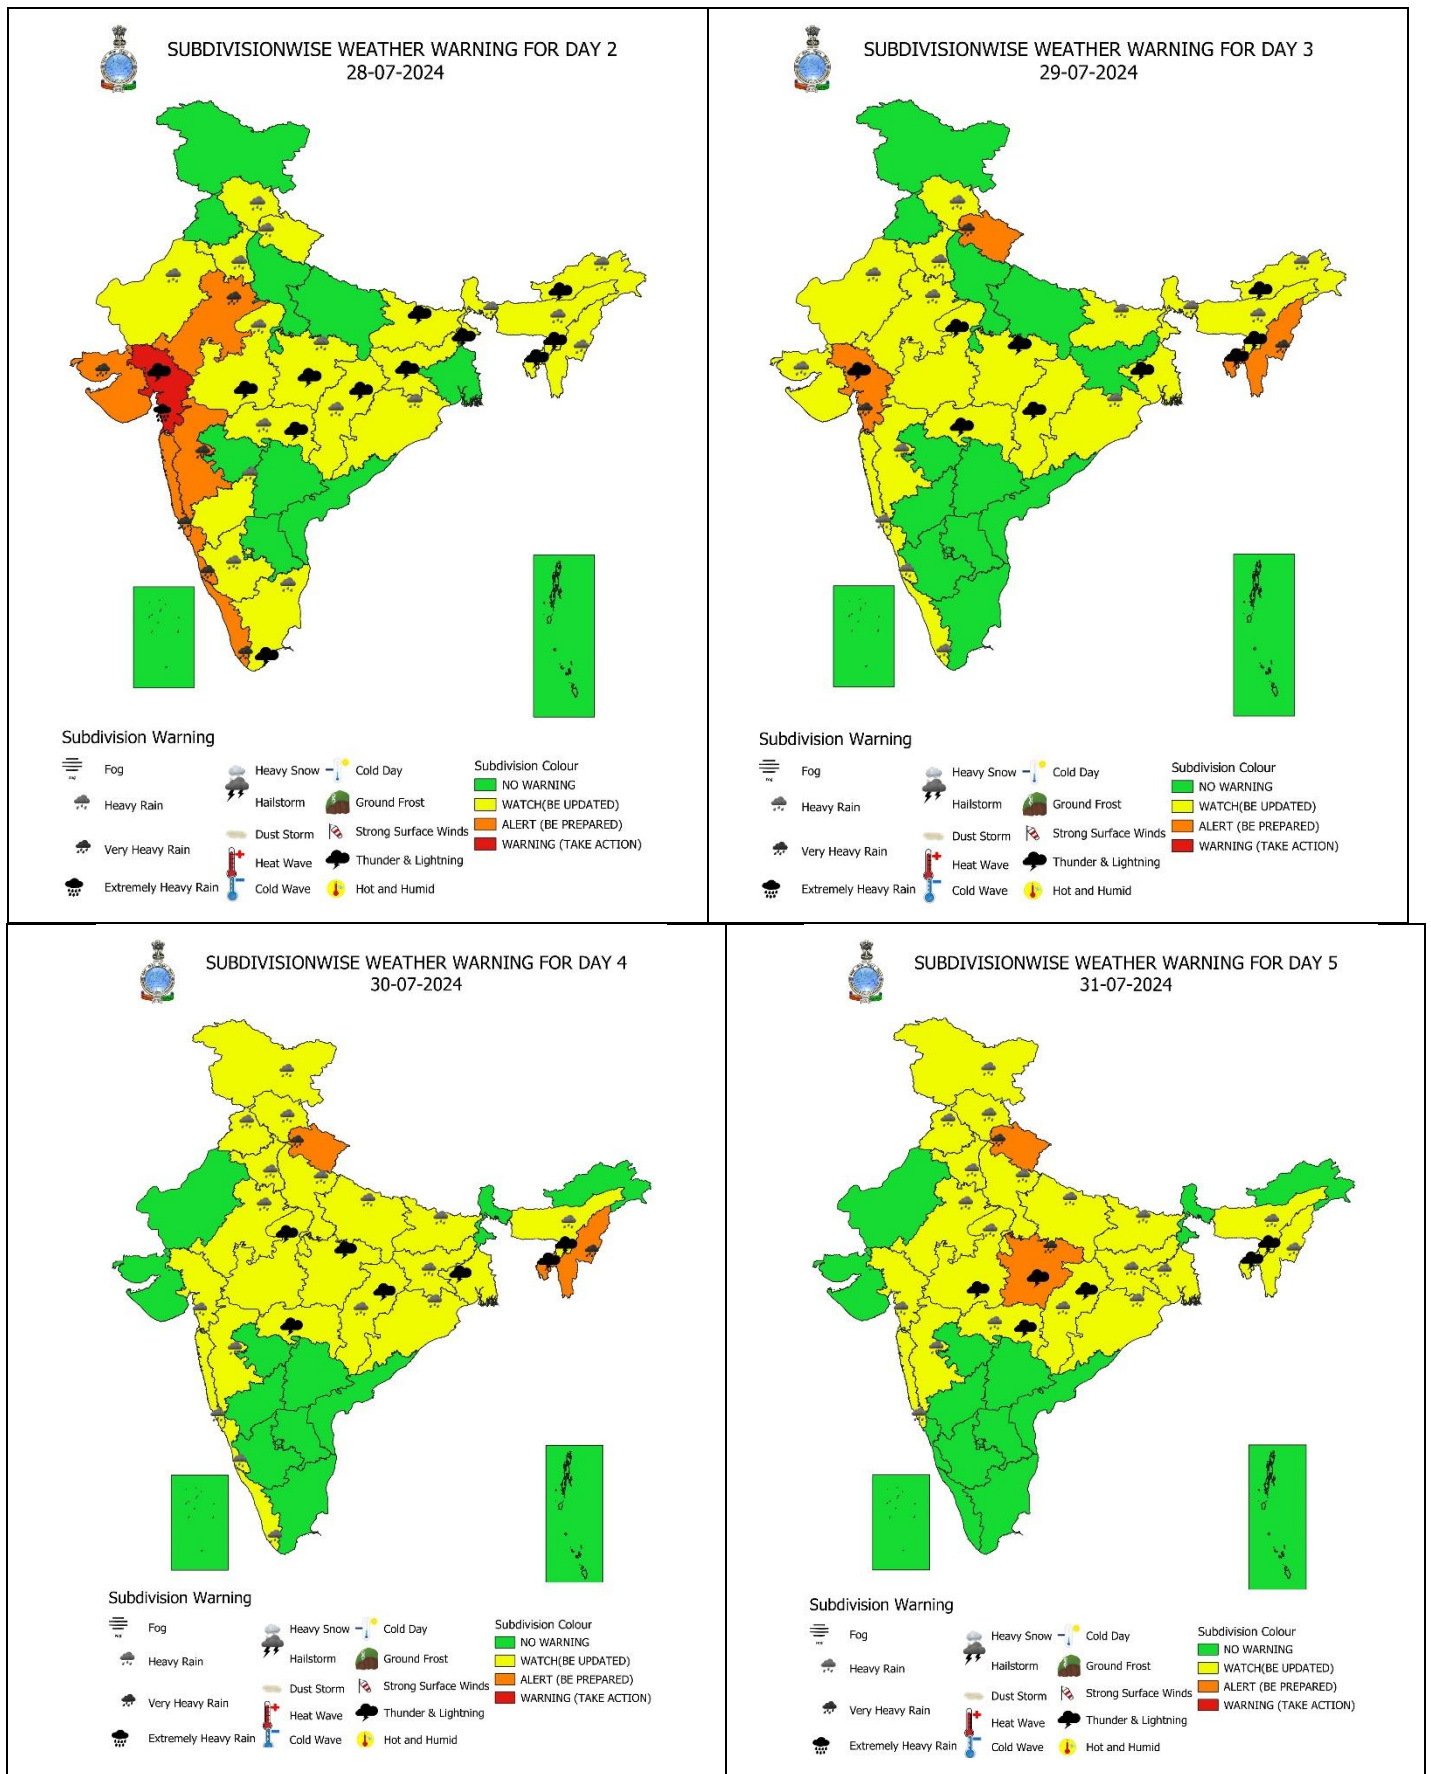 SUBDIVISIONWISE WEATHER WARNING FOR DAY 2
28-07-2024
Subdivision Warning
Fog
Heavy Rain
Very Heavy Rain
Extremely Heavy Rain
Heavy Snow
Hailstorm
Dust Storm
Heat Wave
Cold Wave
Cold Day
Ground Frost
Strong Surface Winds
Thunder & Lightning
Hot and Humid
Subdivision Colour
NO WARNING
WATCH(BE UPDATED)
ALERT (BE PREPARED)
WARNING (TAKE ACTION)
SUBDIVISIONWISE WEATHER WARNING FOR DAY 3
29-07-2024
Subdivision Warning
Fog
Heavy Rain
Very Heavy Rain
Extremely Heavy Rain
Heavy Snow
Hailstorm
Dust Storm
Heat Wave
Cold Wave
Cold Day
Ground Frost
Strong Surface Winds
Thunder & Lightning
Hot and Humid
Subdivision Colour
NO WARNING
WATCH(BE UPDATED)
ALERT (BE PREPARED)
WARNING (TAKE ACTION)
SUBDIVISIONWISE WEATHER WARNING FOR DAY 4
30-07-2024
Subdivision Warning
Fog
Heavy Rain
Very Heavy Rain
Extremely Heavy Rain
Heavy Snow
Hailstorm
Dust Storm
Heat Wave
Cold Wave
Cold Day
Ground Frost
Strong Surface Winds
Thunder & Lightning
Hot and Humid
Subdivision Colour
NO WARNING
WATCH(BE UPDATED)
ALERT (BE PREPARED)
WARNING (TAKE ACTION)
SUBDIVISIONWISE WEATHER WARNING FOR DAY 5
31-07-2024
Subdivision Warning
Fog
Heavy Rain
Very Heavy Rain
Extremely Heavy Rain
Heavy Snow
Hailstorm
Dust Storm
Heat Wave
Cold Wave
Cold Day
Ground Frost
Strong Surface Winds
Thunder & Lightning
Hot and Humid
Subdivision Colour
NO WARNING
WATCH(BE UPDATED)
ALERT (BE PREPARED)
WARNING (TAKE ACTION)